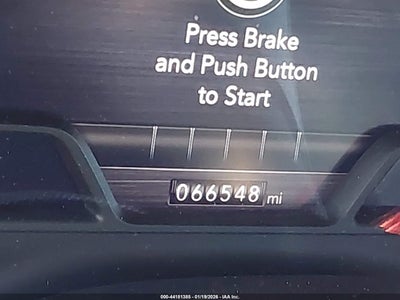 Press Brake
and Push Button
to Start
066548 mi
000-44181385 - 01/19/2026 - IAA Inc.